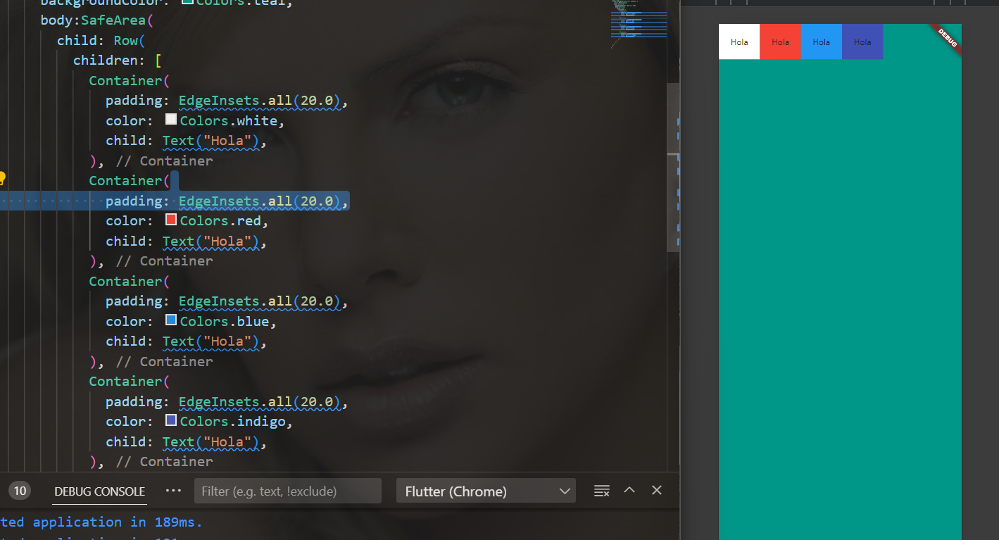 backgroundColor: Colors.teal,
body:SafeArea(
child: Row(
children: [
Container(
padding: EdgeInsets.all(20.0),
color: Colors.white,
child: Text("Hola"),
), // Container
Container(
padding: EdgeInsets.all(20.0),
color: Colors.red,
child: Text("Hola"),
), // Container
Container(
padding: EdgeInsets.all(20.0),
color: Colors.blue,
child: Text("Hola"),
), // Container
Container(
padding: EdgeInsets.all(20.0),
color: Colors.indigo,
child: Text("Hola"),
), // Container
10 DEBUG CONSOLE ··· Filter (e.g. text, !exclude) Flutter (Chrome)
ted application in 189ms.
Hola Hola Hola Hola
DEBUG